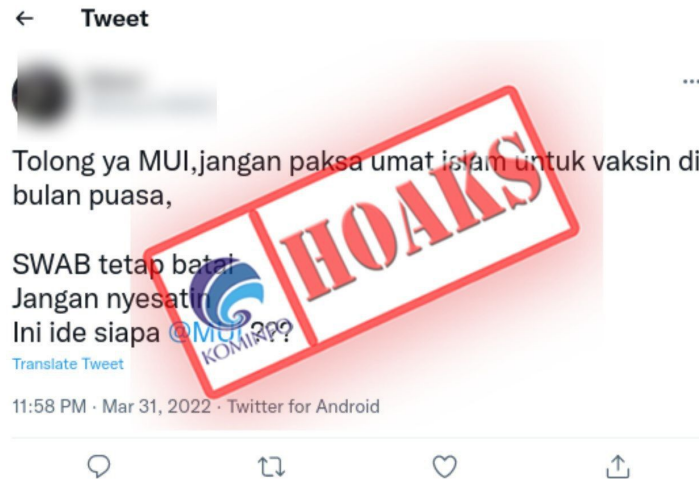 Tweet
Tolong ya MUI,jangan paksa umat islam untuk vaksin di
bulan puasa,
SWAB tetap batal
Jangan nyesatin
Ini ide siapa @MUI ???
HOAKS
KOMINFO
Translate Tweet
11:58 PM · Mar 31, 2022 · Twitter for Android